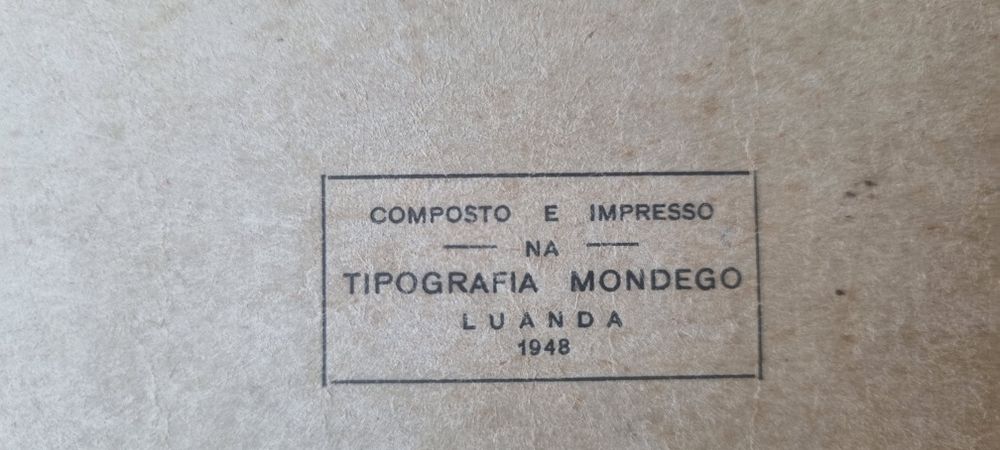 COMPOSTO E IMPRESSO
NA
TIPOGRAFIA MONDEGO
LUANDA
1948